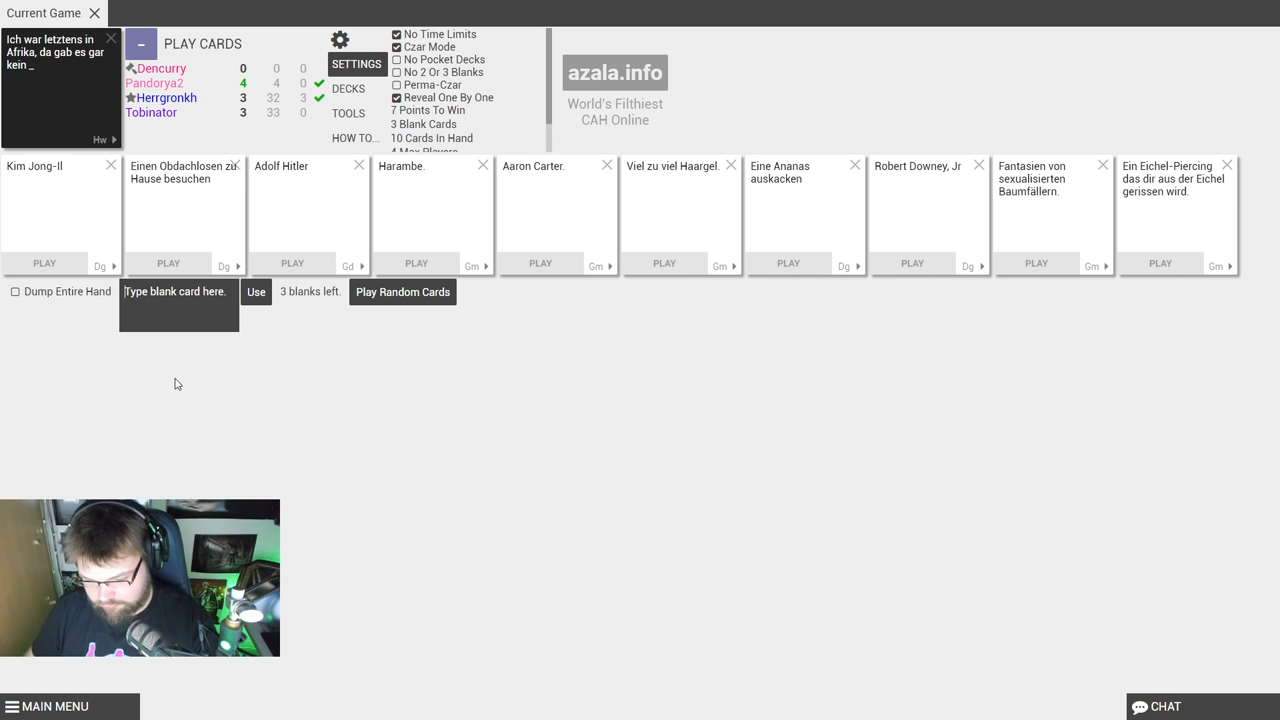 Current Game
Ich war letztens in
Afrika, da gab es gar
kein _
Hw
– PLAY CARDS
Dencurry 0 0 0
Pandorya2 4 4 0
Herrgronkh 3 32 3
Tobinator 3 33 0
SETTINGS
DECKS
TOOLS
HOW TO...
No Time Limits
Czar Mode
No Pocket Decks
No 2 Or 3 Blanks
Perma-Czar
Reveal One By One
7 Points To Win
3 Blank Cards
10 Cards In Hand
4 Max Players
azala.info
World's Filthiest
CAH Online
Kim Jong-Il
PLAY Dg
Einen Obdachlosen zu
Hause besuchen
PLAY Dg
Adolf Hitler
PLAY Gd
Harambe.
PLAY Gm
Aaron Carter.
PLAY Gm
Viel zu viel Haargel.
PLAY Gm
Eine Ananas
auskacken
PLAY Dg
Robert Downey, Jr
PLAY Dg
Fantasien von
sexualisierten
Baumfällern.
PLAY Gm
Ein Eichel-Piercing
das dir aus der Eichel
gerissen wird.
PLAY Gm
Dump Entire Hand
Type blank card here.
Use
3 blanks left.
Play Random Cards
MAIN MENU
CHAT